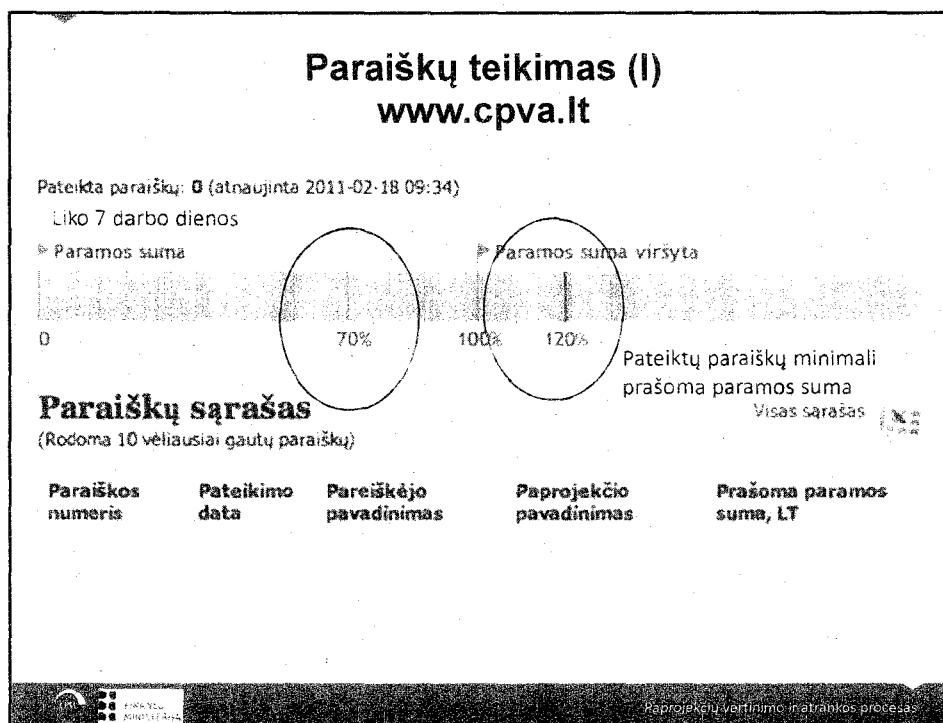 Paraiškų teikimas (I)
www.cpva.lt
Pateikta paraiškų: 0 (atnaujinta 2011-02-18 09:34)
Liko 7 darbo dienos
Paramos suma
Paramos suma viršyta
0 70% 100% 120%
Pateiktų paraiškų minimali
prašoma paramos suma
Paraiškų sąrašas
Visas sąrašas
(Rodoma 10 vėliausiai gautų paraiškų)
Paraiškos numeris
Pateikimo data
Pareiškėjo pavadinimas
Paprojekčio pavadinimas
Prašoma paramos suma, LT
FINANSŲ
MINISTERIJA
Paprojekčių vertinimo ir atrankos procesas